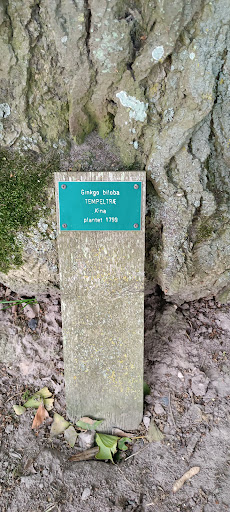 Ginkgo biloba
TEMPELTRÆ
Kina
plantet 1799